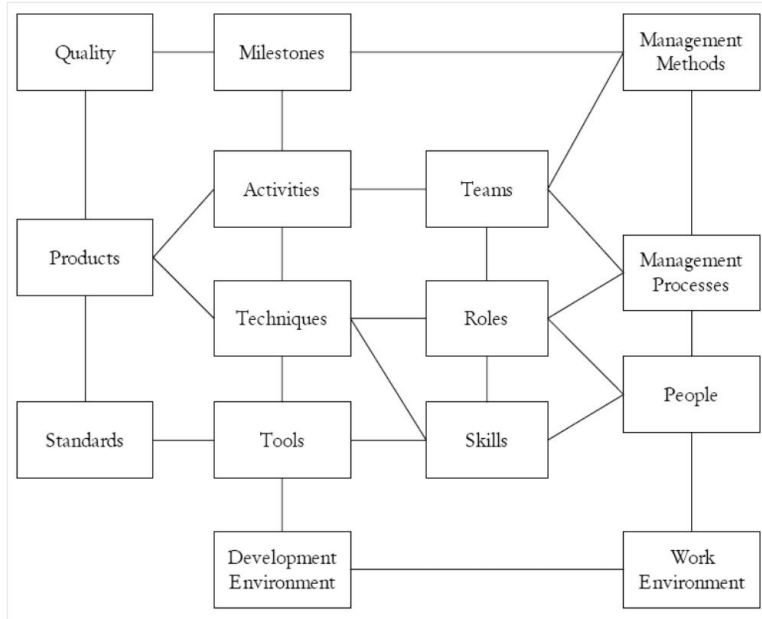 Quality
Milestones
Management
Methods
Activities
Teams
Products
Management
Processes
Techniques
Roles
People
Standards
Tools
Skills
Development
Environment
Work
Environment